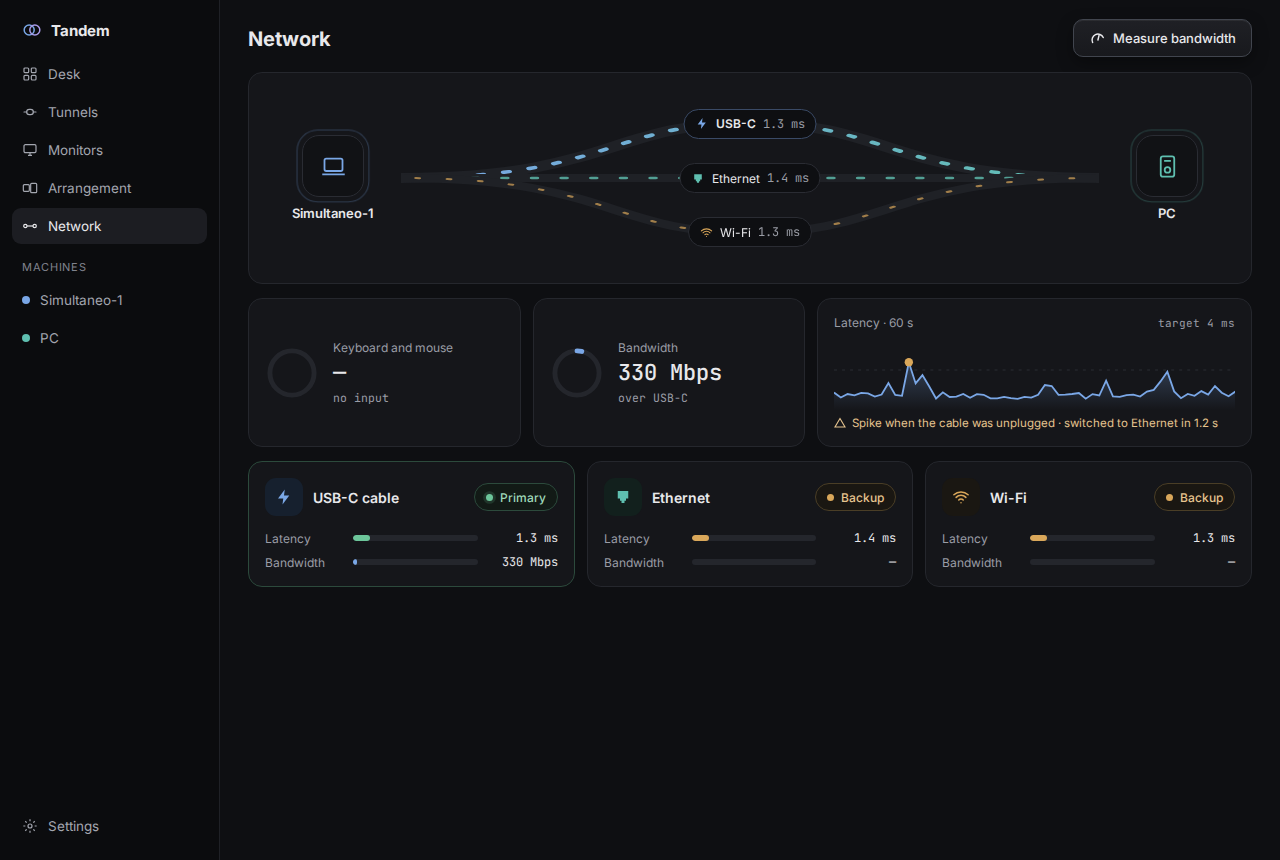 Tandem
Desk
Tunnels
Monitors
Arrangement
Network
MACHINES
Simultaneo-1
PC
Settings
Network
Measure bandwidth
Simultaneo-1
USB-C 1.3 ms
Ethernet 1.4 ms
Wi-Fi 1.3 ms
PC
Keyboard and mouse
—
no input
Bandwidth
330 Mbps
over USB-C
Latency · 60 s
target 4 ms
Spike when the cable was unplugged · switched to Ethernet in 1.2 s
USB-C cable
Primary
Latency 1.3 ms
Bandwidth 330 Mbps
Ethernet
Backup
Latency 1.4 ms
Bandwidth —
Wi-Fi
Backup
Latency 1.3 ms
Bandwidth —